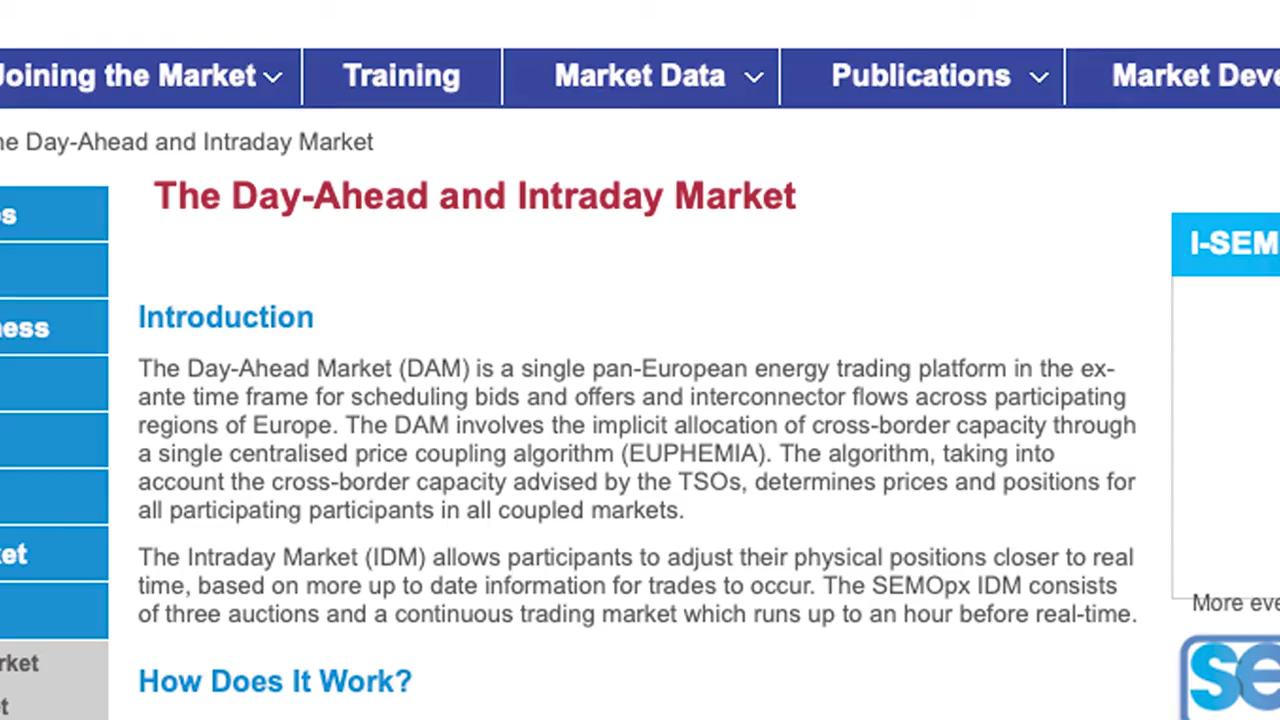 Joining the Market
Training
Market Data
Publications
Market Deve
he Day-Ahead and Intraday Market
The Day-Ahead and Intraday Market
I-SEM
Introduction
The Day-Ahead Market (DAM) is a single pan-European energy trading platform in the ex-
ante time frame for scheduling bids and offers and interconnector flows across participating
regions of Europe. The DAM involves the implicit allocation of cross-border capacity through
a single centralised price coupling algorithm (EUPHEMIA). The algorithm, taking into
account the cross-border capacity advised by the TSOs, determines prices and positions for
all participating participants in all coupled markets.
The Intraday Market (IDM) allows participants to adjust their physical positions closer to real
time, based on more up to date information for trades to occur. The SEMOpx IDM consists
of three auctions and a continuous trading market which runs up to an hour before real-time.
More eve
How Does It Work?